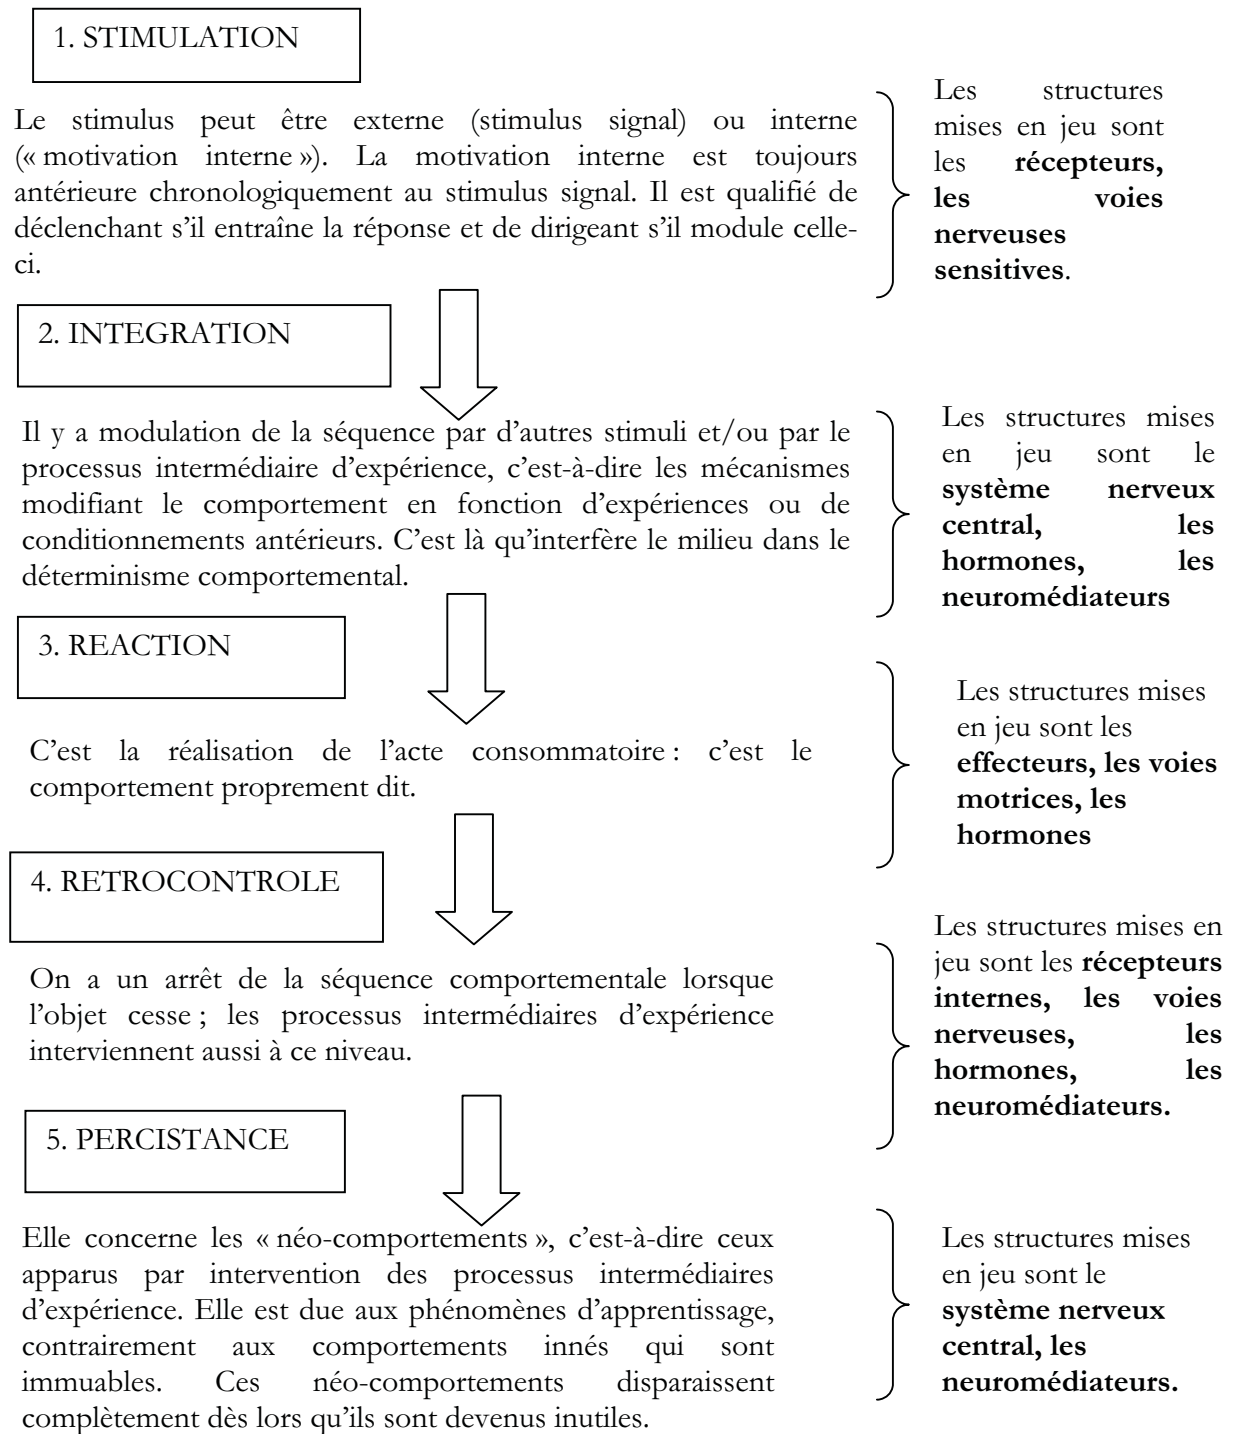 1. STIMULATION
Le stimulus peut être externe (stimulus signal) ou interne
(« motivation interne »). La motivation interne est toujours
antérieure chronologiquement au stimulus signal. Il est qualifié de
déclenchant s’il entraîne la réponse et de dirigeant s’il module celle-
ci.
Les structures
mises en jeu sont
les récepteurs,
les voies
nerveuses
sensitives.
2. INTEGRATION
Il y a modulation de la séquence par d’autres stimuli et/ou par le
processus intermédiaire d’expérience, c’est-à-dire les mécanismes
modifiant le comportement en fonction d’expériences ou de
conditionnements antérieurs. C’est là qu’interfère le milieu dans le
déterminisme comportemental.
Les structures mises
en jeu sont le
système nerveux
central, les
hormones, les
neuromédiateurs
3. REACTION
C’est la réalisation de l’acte consommatoire : c’est le
comportement proprement dit.
Les structures mises
en jeu sont les
effecteurs, les voies
motrices, les
hormones
4. RETROCONTROLE
On a un arrêt de la séquence comportementale lorsque
l’objet cesse ; les processus intermédiaires d’expérience
interviennent aussi à ce niveau.
Les structures mises en
jeu sont les récepteurs
internes, les voies
nerveuses, les
hormones, les
neuromédiateurs.
5. PERCISTANCE
Elle concerne les « néo-comportements », c’est-à-dire ceux
apparus par intervention des processus intermédiaires
d’expérience. Elle est due aux phénomènes d’apprentissage,
contrairement aux comportements innés qui sont
immuables. Ces néo-comportements disparaissent
complètement dès lors qu’ils sont devenus inutiles.
Les structures mises
en jeu sont le
système nerveux
central, les
neuromédiateurs.